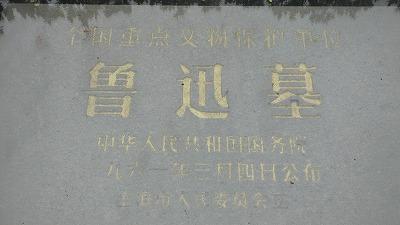 全国重点文物保护单位
鲁迅墓
中华人民共和国国务院
一九六一年三月四日公布
上海市人民委员会立